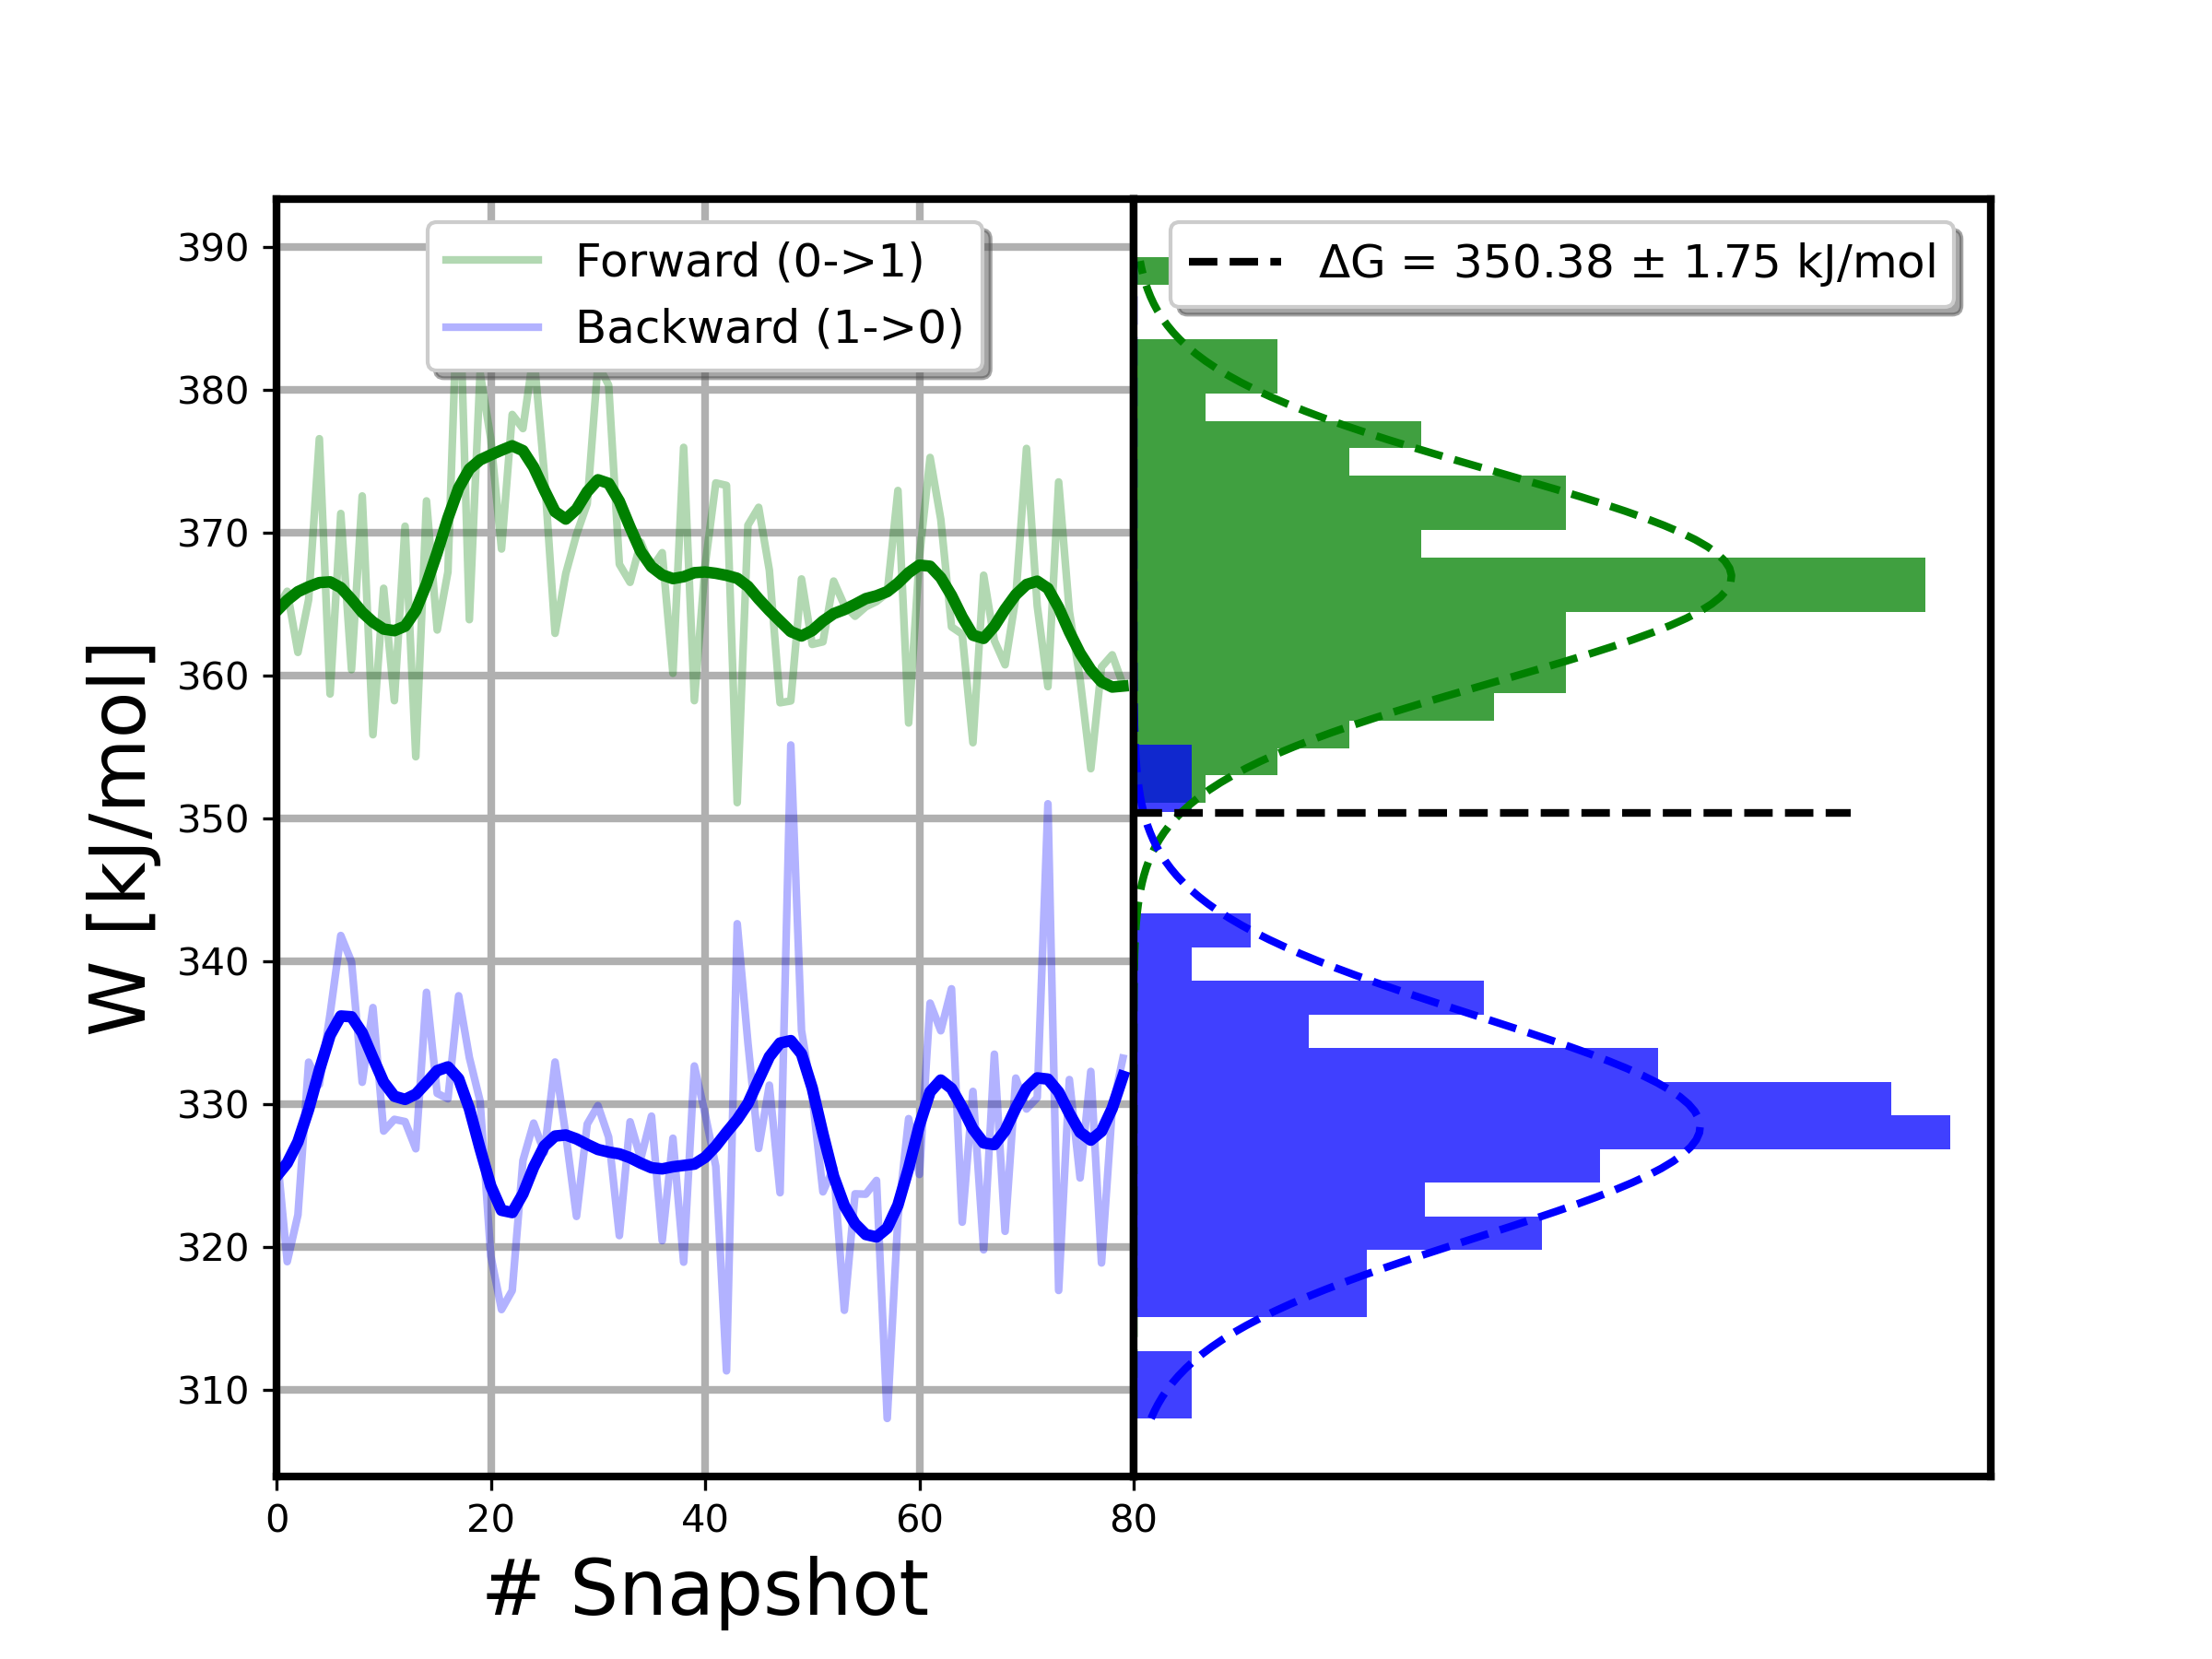 Forward (0->1)
Backward (1->0)
ΔG = 350.38 ± 1.75 kJ/mol
W [kJ/mol]
390
380
370
360
350
340
330
320
310
0 20 40 60 80
# Snapshot